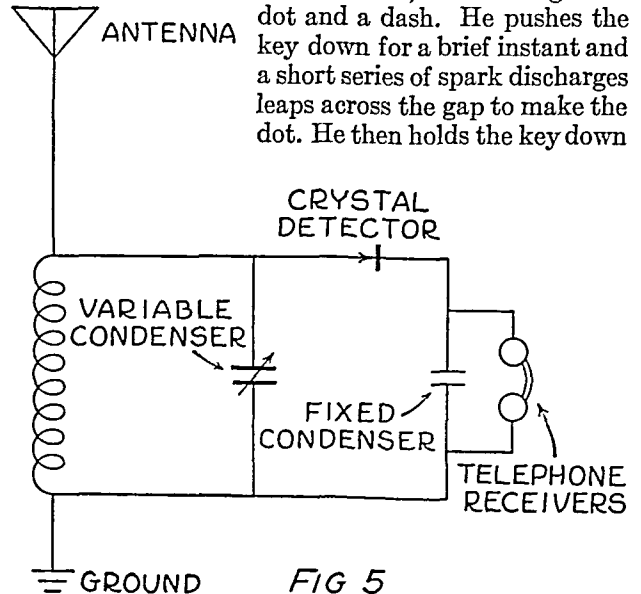 dot and a dash. He pushes the
key down for a brief instant and
a short series of spark discharges
leaps across the gap to make the
dot. He then holds the key down
ANTENNA
CRYSTAL
DETECTOR
VARIABLE
CONDENSER
FIXED
CONDENSER
TELEPHONE
RECEIVERS
GROUND
FIG 5